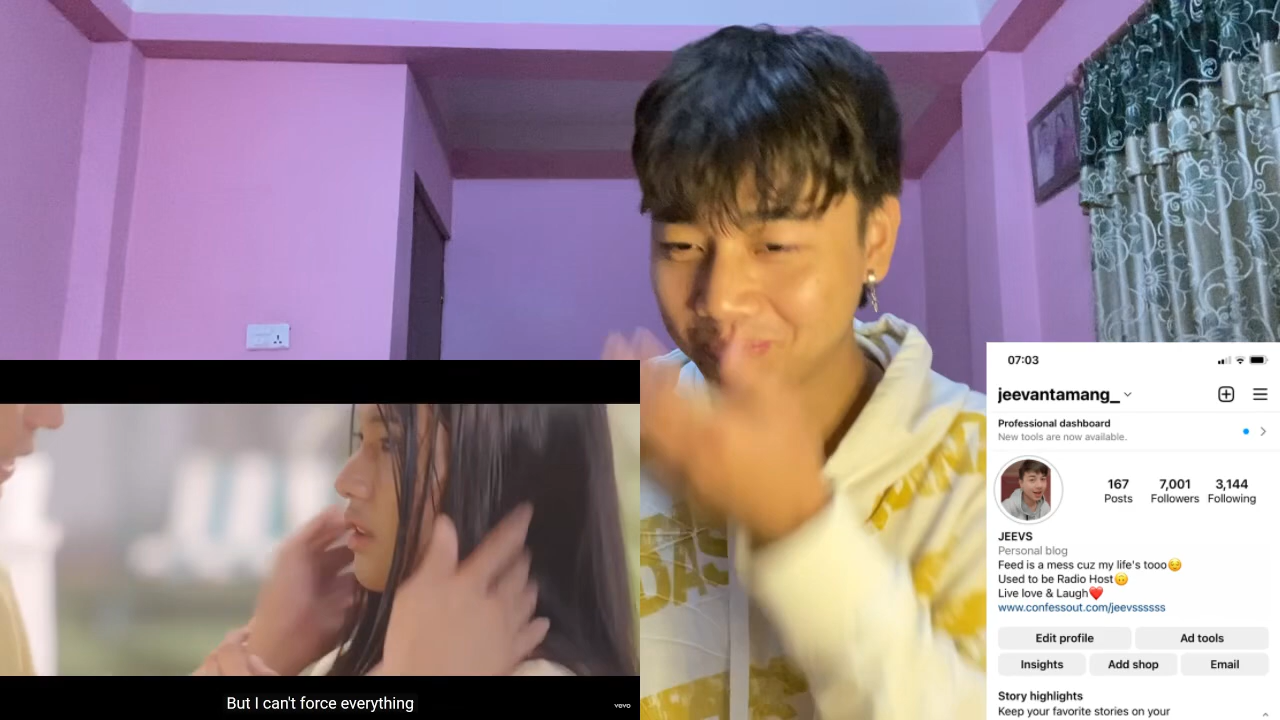 But I can't force everything
vevo
07:03
jeevantamang_
Professional dashboard
New tools are now available.
167 7,001 3,144
Posts Followers Following
JEEVS
Personal blog
Feed is a mess cuz my life's tooo😌
Used to be Radio Host🙃
Live love & Laugh❤️
www.confessout.com/jeevssssss
Edit profile Ad tools
Insights Add shop Email
Story highlights
Keep your favorite stories on your